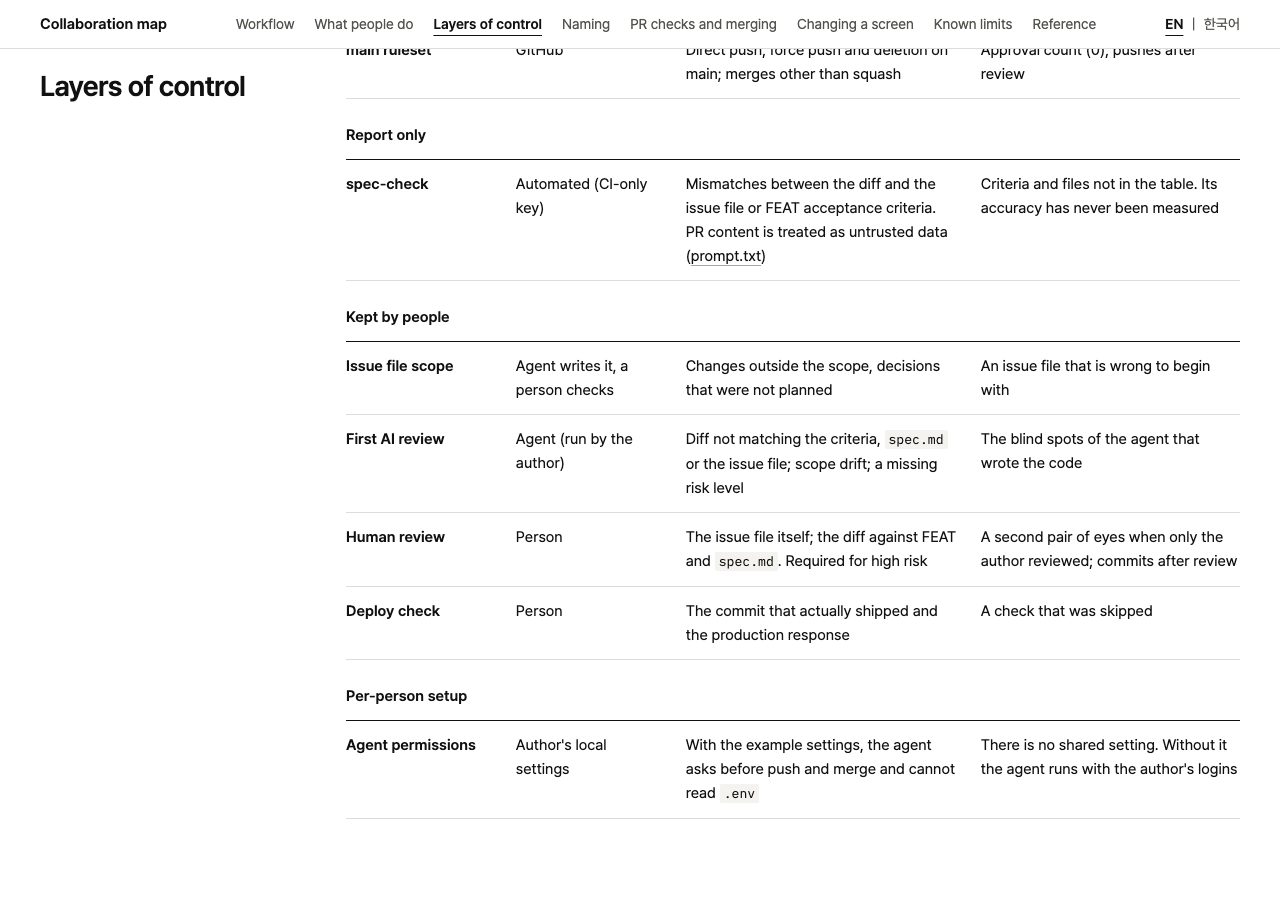 Collaboration map
Workflow
What people do
Layers of control
Naming
PR checks and merging
Changing a screen
Known limits
Reference
EN | 한국어
Layers of control
main ruleset
GitHub
Direct push, force push and deletion on
main; merges other than squash
Approval count (0), pushes after
review
Report only
spec-check
Automated (CI-only
key)
Mismatches between the diff and the
issue file or FEAT acceptance criteria.
PR content is treated as untrusted data
(prompt.txt)
Criteria and files not in the table. Its
accuracy has never been measured
Kept by people
Issue file scope
Agent writes it, a
person checks
Changes outside the scope, decisions
that were not planned
An issue file that is wrong to begin
with
First AI review
Agent (run by the
author)
Diff not matching the criteria, spec.md
or the issue file; scope drift; a missing
risk level
The blind spots of the agent that
wrote the code
Human review
Person
The issue file itself; the diff against FEAT
and spec.md. Required for high risk
A second pair of eyes when only the
author reviewed; commits after review
Deploy check
Person
The commit that actually shipped and
the production response
A check that was skipped
Per-person setup
Agent permissions
Author's local
settings
With the example settings, the agent
asks before push and merge and cannot
read .env
There is no shared setting. Without it
the agent runs with the author's logins